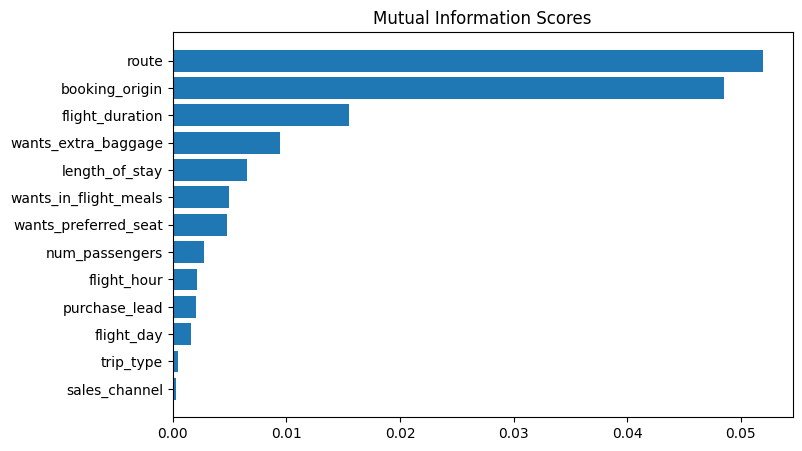 Mutual Information Scores
route
booking_origin
flight_duration
wants_extra_baggage
length_of_stay
wants_in_flight_meals
wants_preferred_seat
num_passengers
flight_hour
purchase_lead
flight_day
trip_type
sales_channel
0.00 0.01 0.02 0.03 0.04 0.05